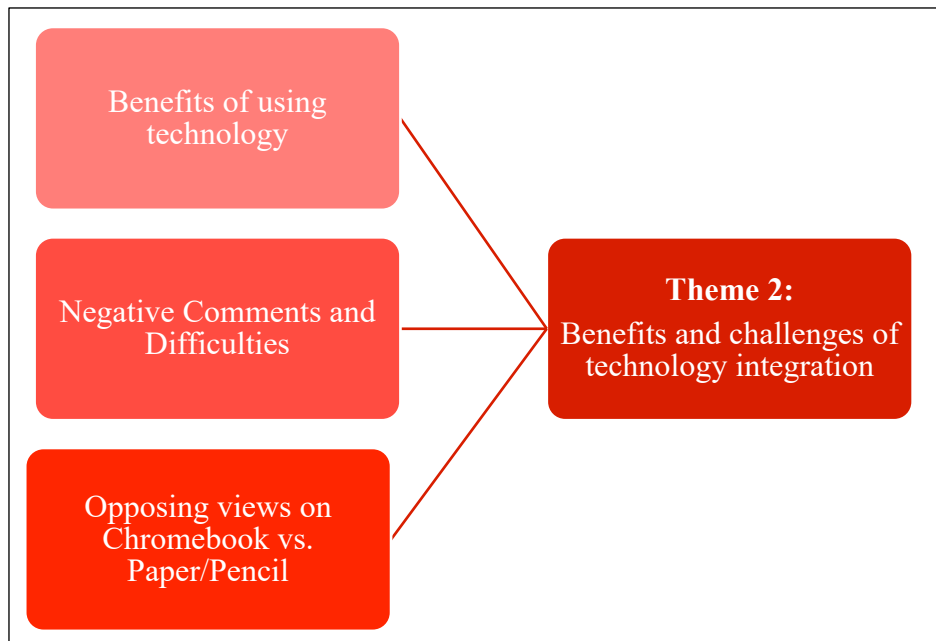 Benefits of using
technology
Negative Comments and
Difficulties
Opposing views on
Chromebook vs.
Paper/Pencil
Theme 2:
Benefits and challenges of
technology integration